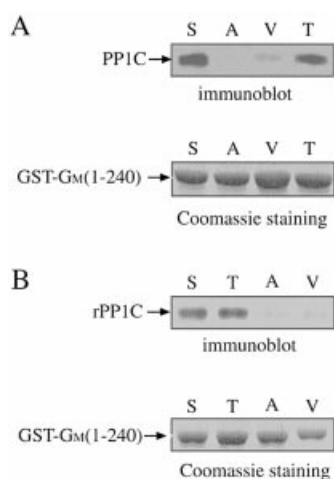 A
S A V T
PP1C
immunoblot
S A V T
GST-GM(1-240)
Coomassie staining
B
S T A V
rPP1C
immunoblot
S T A V
GST-GM(1-240)
Coomassie staining